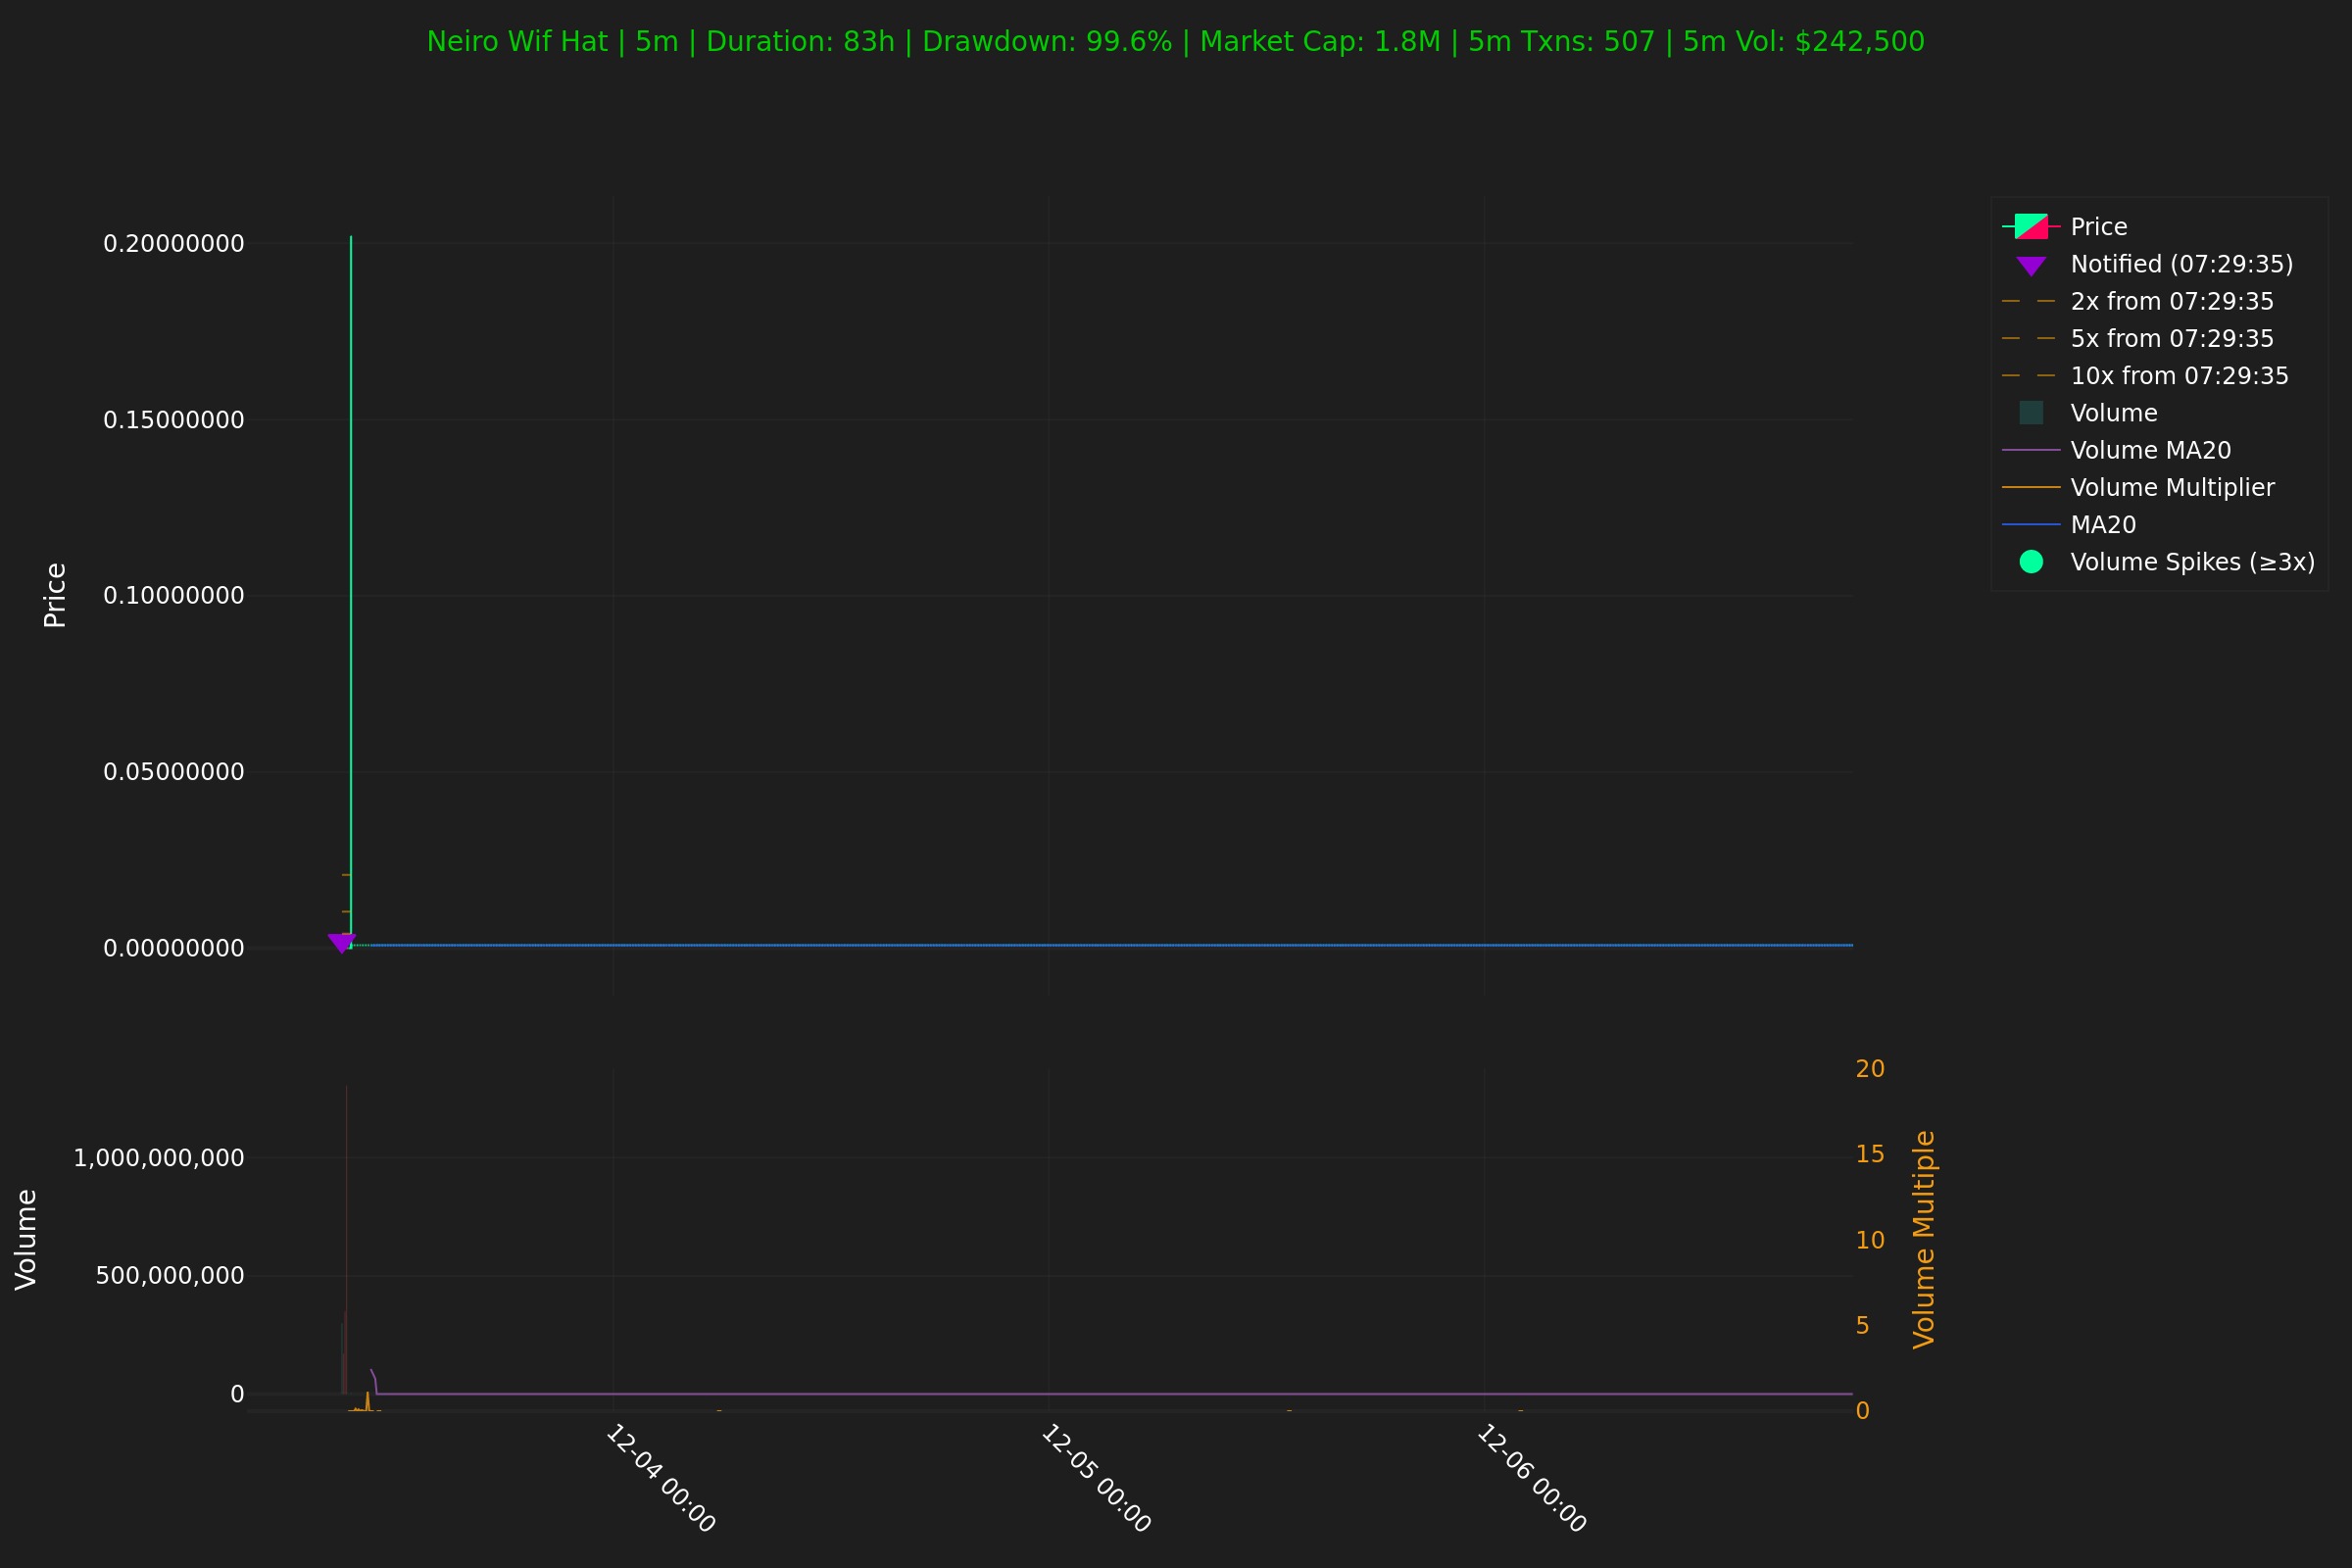 Neiro Wif Hat | 5m | Duration: 83h | Drawdown: 99.6% | Market Cap: 1.8M | 5m Txns: 507 | 5m Vol: $242,500
0.20000000
0.15000000
0.10000000
0.05000000
0.00000000
Price
Price
Notified (07:29:35)
2x from 07:29:35
5x from 07:29:35
10x from 07:29:35
Volume
Volume MA20
Volume Multiplier
MA20
Volume Spikes (≥3x)
1,000,000,000
500,000,000
0
Volume
20
15
10
5
0
Volume Multiple
12-04 00:00
12-05 00:00
12-06 00:00